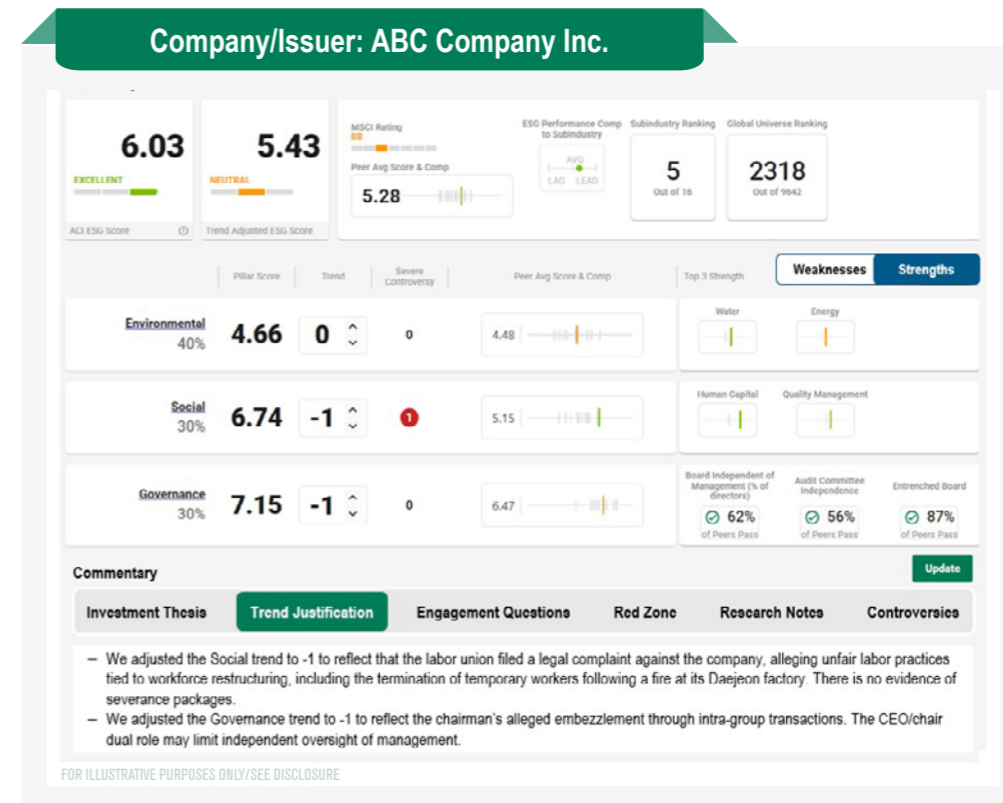 Company/Issuer: ABC Company Inc.
6.03
EXCELLENT
ACI ESG Score
5.43
NEUTRAL
Trend Adjusted ESG Score
MSCI Rating
BB
Peer Avg Score & Comp
5.28
ESG Performance Comp
to Subindustry
AVG
LAG LEAD
Subindustry Ranking
5
Out of 16
Global Universe Ranking
2318
Out of 9642
Pillar Score
Trend
Severe
Controversy
Peer Avg Score & Comp
Top 3 Strength
Weaknesses
Strengths
Environmental
40%
4.66
0
0
4.48
Water
Energy
Social
30%
6.74
-1
1
5.15
Human Capital
Quality Management
Governance
30%
7.15
-1
0
6.47
Board Independent of
Management (% of
directors)
62%
of Peers Pass
Audit Committee
Independence
56%
of Peers Pass
Entrenched Board
87%
of Peers Pass
Commentary
Update
Investment Thesis
Trend Justification
Engagement Questions
Red Zone
Research Notes
Controversies
– We adjusted the Social trend to -1 to reflect that the labor union filed a legal complaint against the company, alleging unfair labor practices
tied to workforce restructuring, including the termination of temporary workers following a fire at its Daejeon factory. There is no evidence of
severance packages.
– We adjusted the Governance trend to -1 to reflect the chairman's alleged embezzlement through intra-group transactions. The CEO/chair
dual role may limit independent oversight of management.
FOR ILLUSTRATIVE PURPOSES ONLY/SEE DISCLOSURE